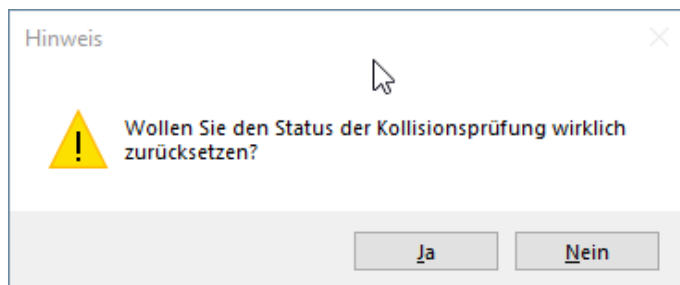 Hinweis
Wollen Sie den Status der Kollisionsprüfung wirklich
zurücksetzen?
Ja
Nein